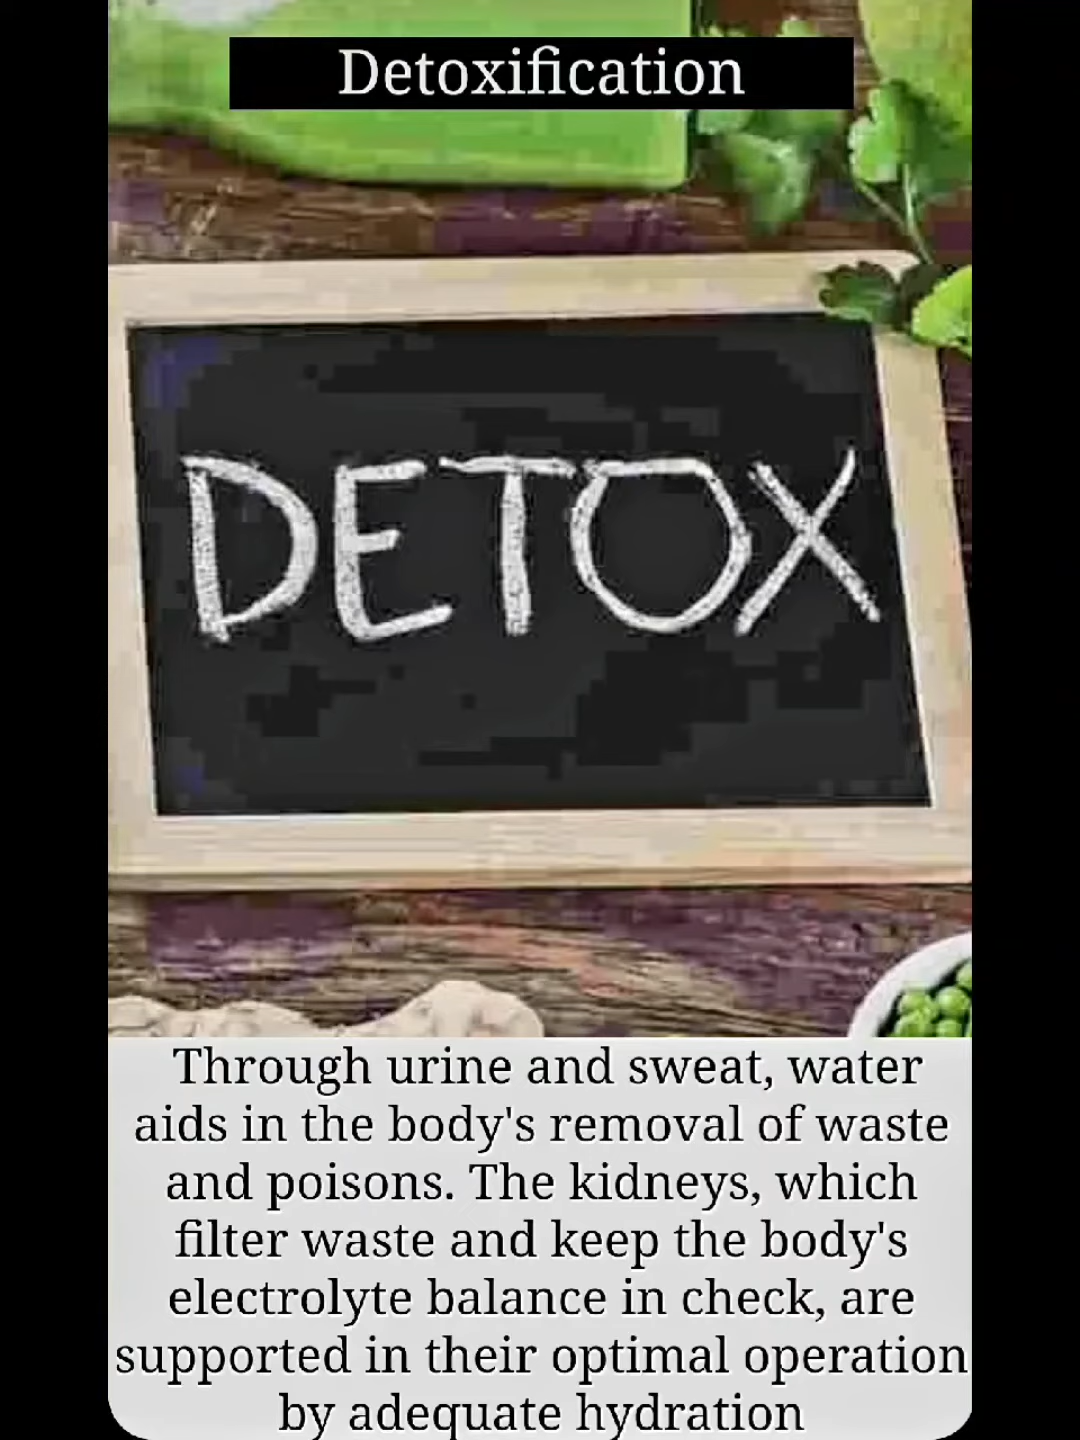 Detoxification
DETOX
Through urine and sweat, water
aids in the body's removal of waste
and poisons. The kidneys, which
filter waste and keep the body's
electrolyte balance in check, are
supported in their optimal operation
by adequate hydration